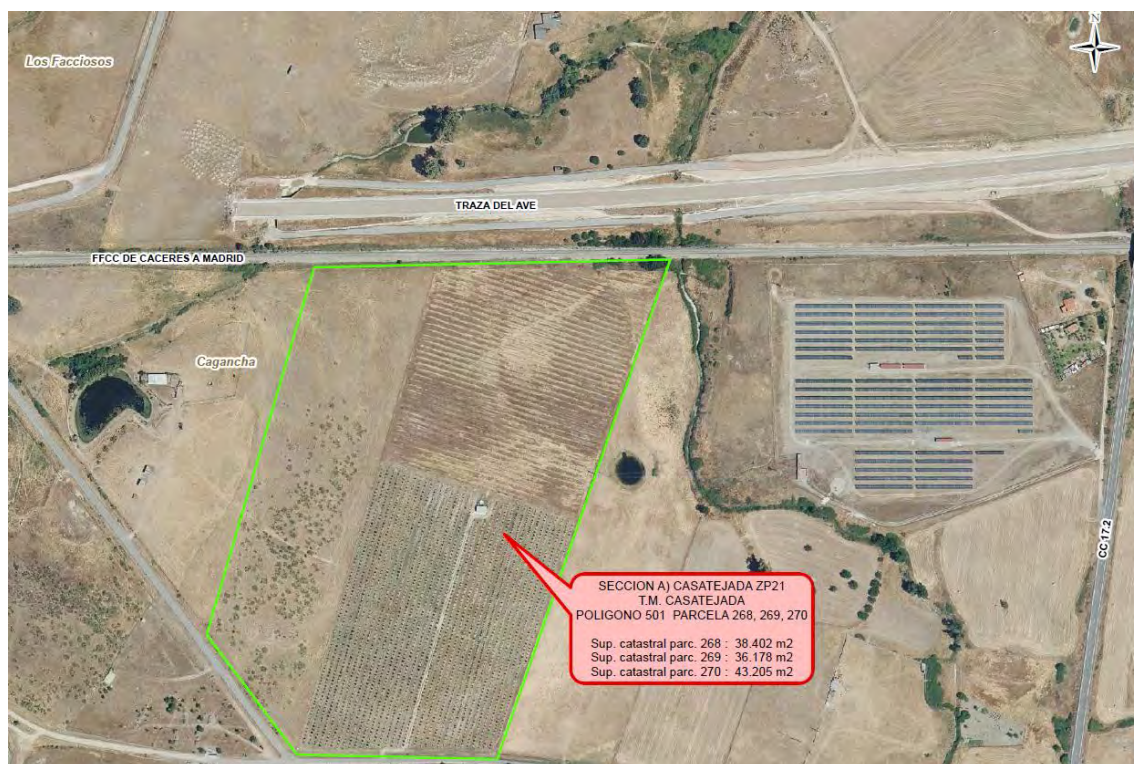 Los Facciosos
TRAZA DEL AVE
FFCC DE CACERES A MADRID
Cagancha
CC 17.2
SECCION A) CASATEJADA ZP21
T.M. CASATEJADA
POLIGONO 501 PARCELA 268, 269, 270
Sup. catastral parc. 268 : 38.402 m2
Sup. catastral parc. 269 : 36.178 m2
Sup. catastral parc. 270 : 43.205 m2